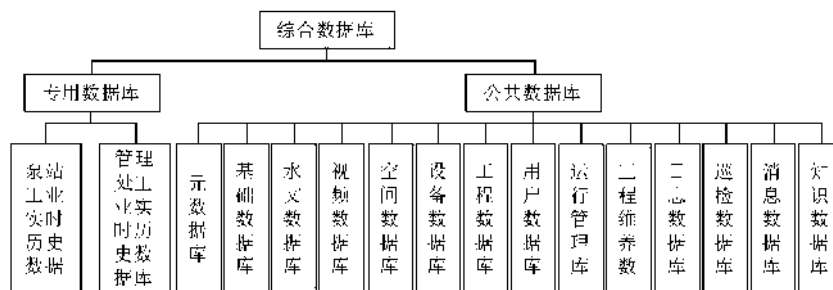 综合数据库
专用数据库
公共数据库
泵站
工业
实时
历史
数据
管理
处工
业实
时历
史数
据库
元数据库
基础数据库
水文数据库
视频数据库
空间数据库
设备数据库
工程数据库
用户数据库
运行管理库
工程维养数
日志数据库
巡检数据库
消息数据库
知识数据库